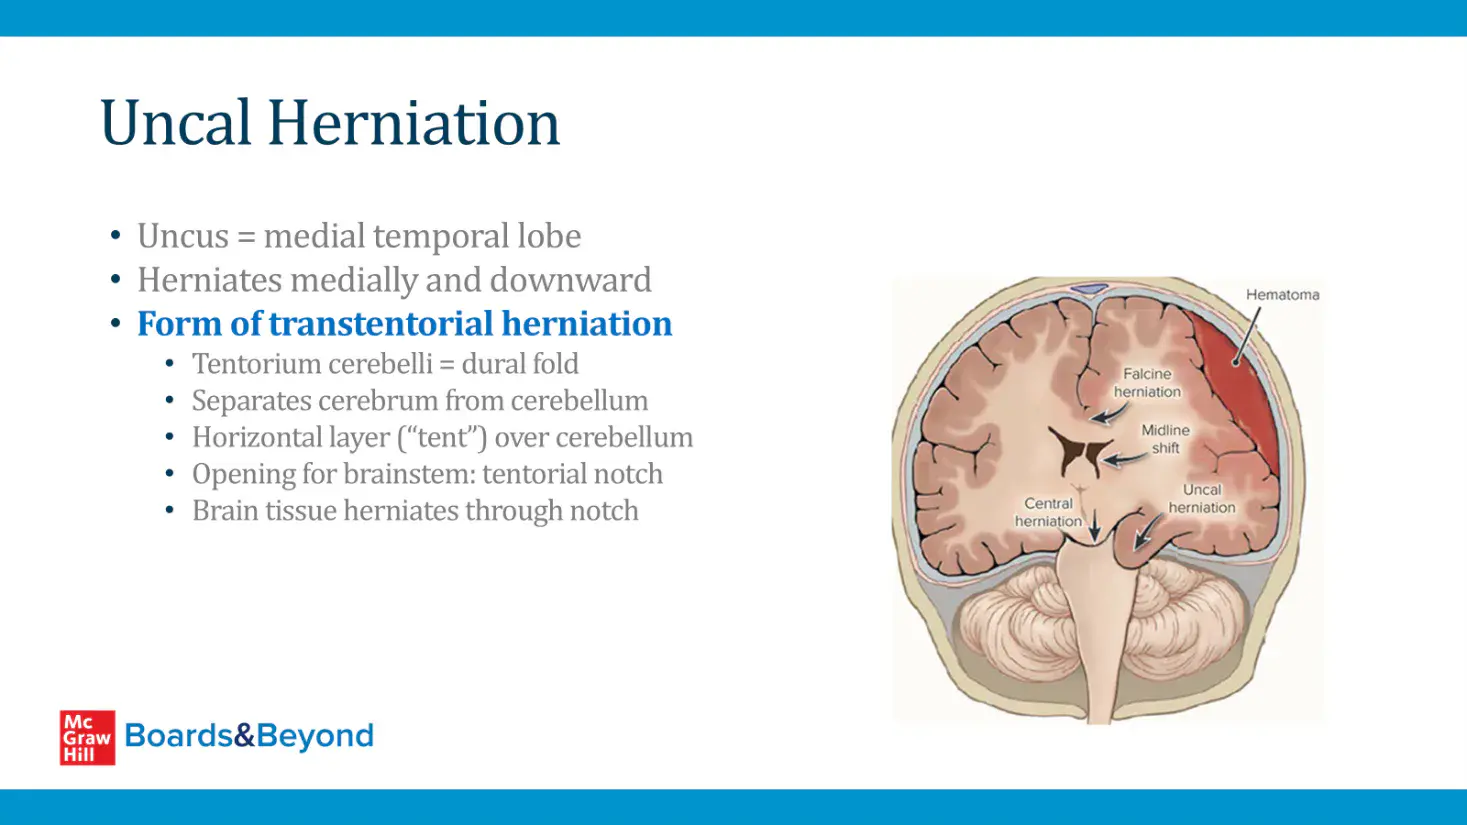 Uncal Herniation
• Uncus = medial temporal lobe
• Herniates medially and downward
• Form of transtentorial herniation
• Tentorium cerebelli = dural fold
• Separates cerebrum from cerebellum
• Horizontal layer (“tent”) over cerebellum
• Opening for brainstem: tentorial notch
• Brain tissue herniates through notch
Hematoma
Falcine
herniation
Midline
shift
Central
herniation
Uncal
herniation
Mc
Graw
Hill
Boards&Beyond